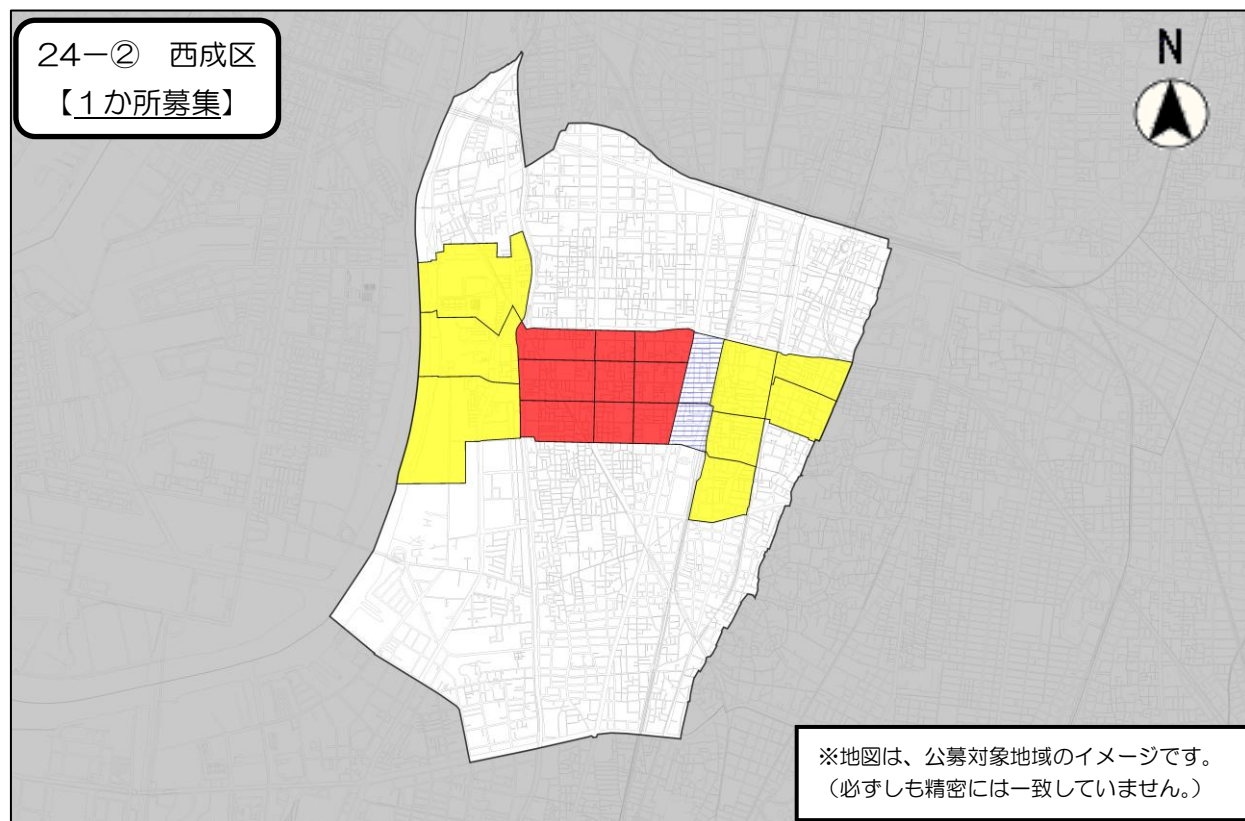 24-② 西成区
【1か所募集】
N
※地図は、公募対象地域のイメージです。
（必ずしも精密には一致していません。）